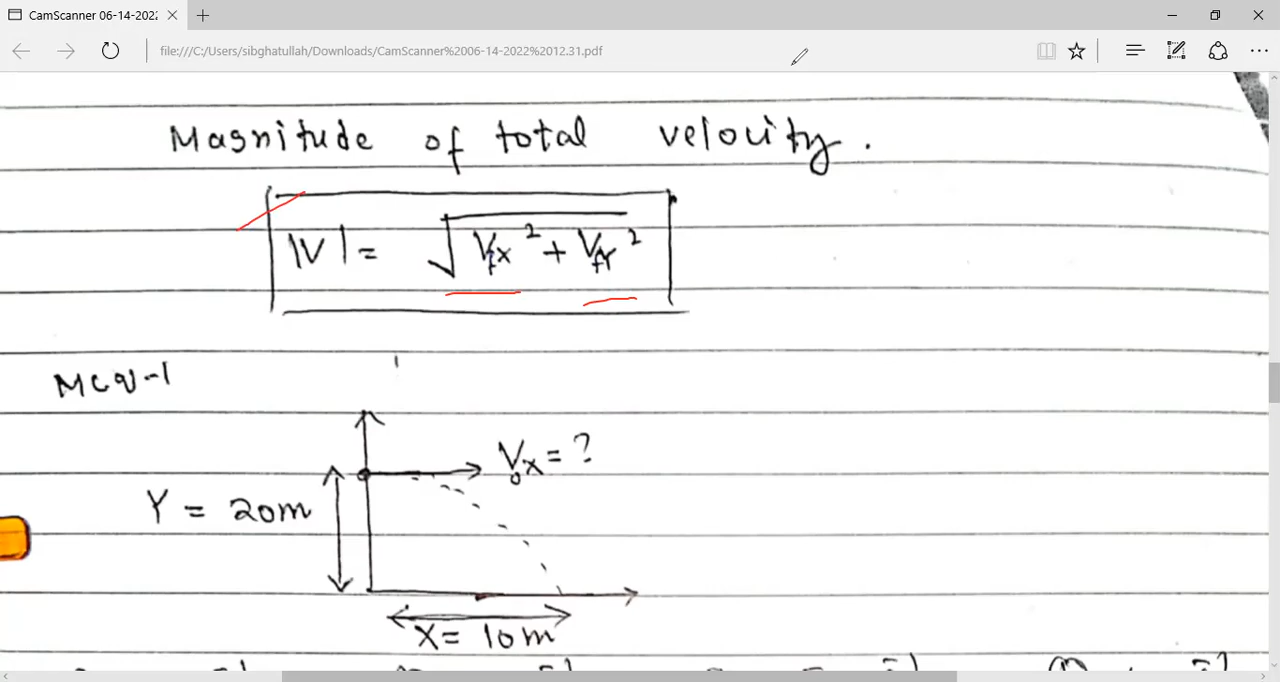 CamScanner 06-14-202
file:///C:/Users/sibghatullah/Downloads/CamScanner%2006-14-2022%2012.31.pdf
Magnitude of total velocity.
|V| = √Vfx² + Vfy²
MCQ-1
Vox = ?
Y = 20m
X = 10m